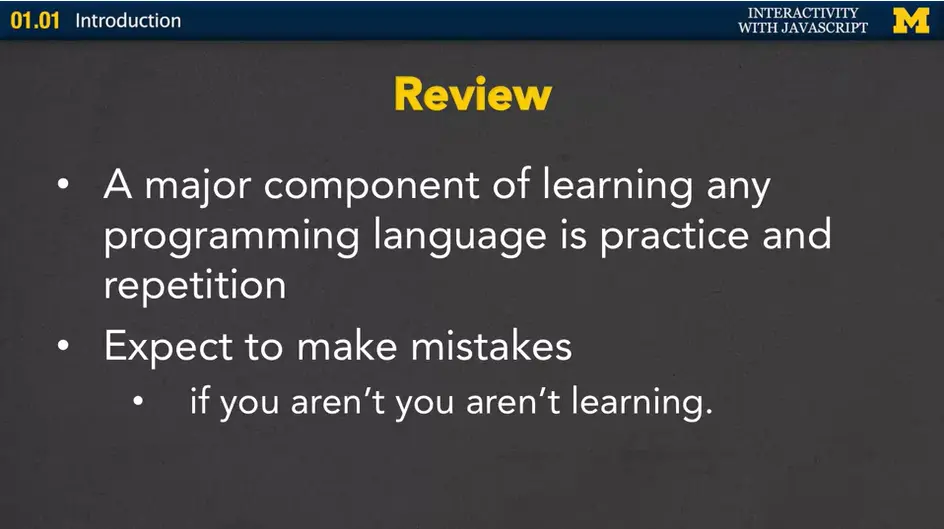 01.01 Introduction
INTERACTIVITY
WITH JAVASCRIPT
M
Review
• A major component of learning any
programming language is practice and
repetition
• Expect to make mistakes
• if you aren’t you aren’t learning.